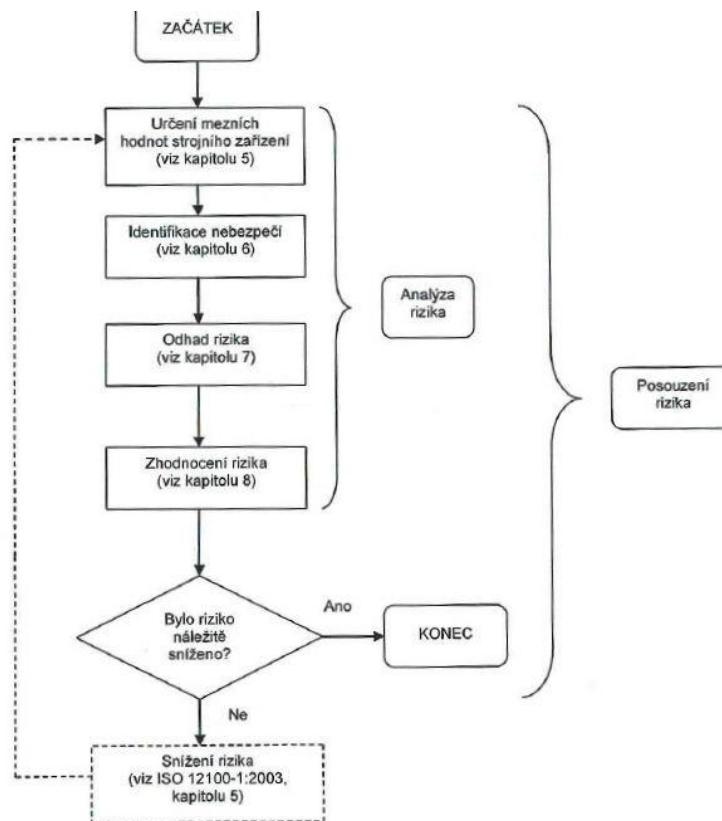 ZAČÁTEK
Určení mezních
hodnot strojního zařízení
(viz kapitolu 5)
Identifikace nebezpečí
(viz kapitolu 6)
Analýza
rizika
Odhad rizika
(viz kapitolu 7)
Posouzení
rizika
Zhodnocení rizika
(viz kapitolu 8)
Bylo riziko
náležitě
sníženo?
Ano
KONEC
Ne
Snížení rizika
(viz ISO 12100-1:2003,
kapitolu 5)